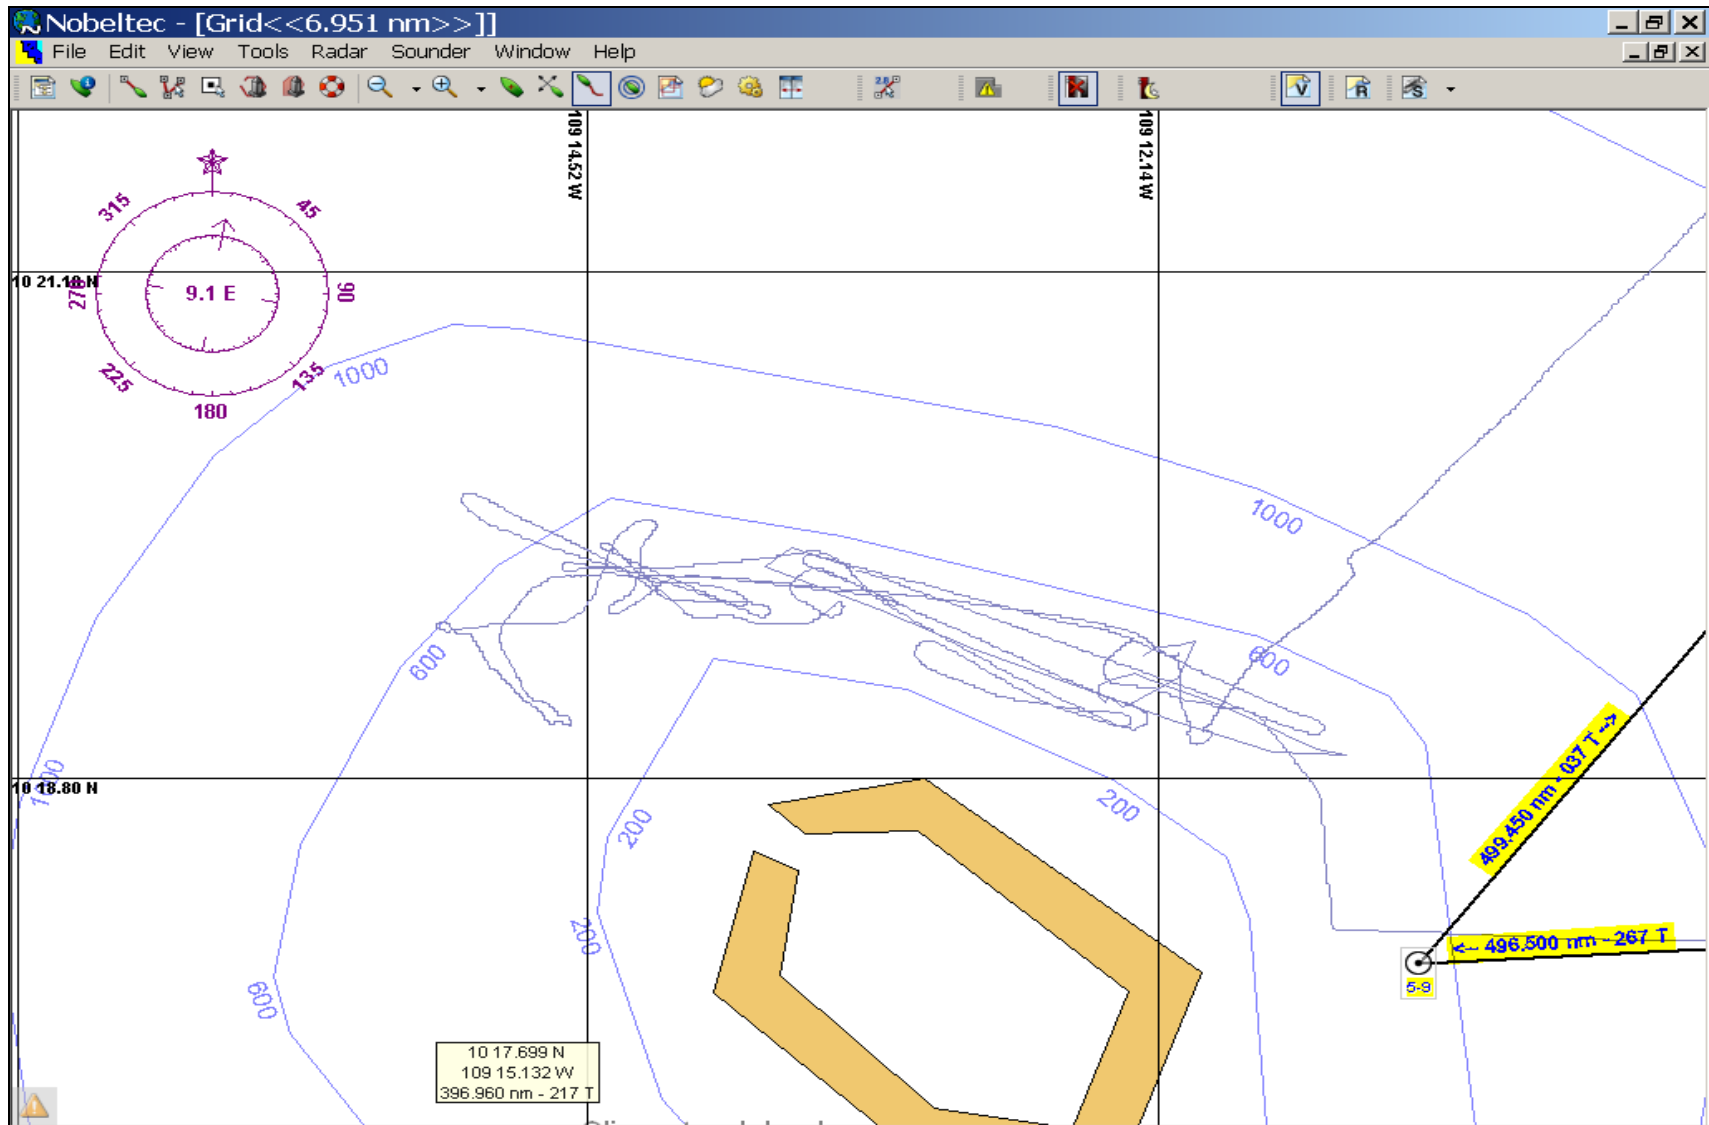 Nobeltec - [Grid<<6.951 nm>>]]
File Edit View Tools Radar Sounder Window Help
109 14.52 W
109 12.14 W
315
45
10 21.18 N
270
9.1 E
90
225
135
180
1000
1000
600
600
1000
10 18.80 N
200
200
200
600
499.450 nm - 037 T -->
<-- 496.500 nm - 267 T
5-9
10 17.699 N
109 15.132 W
396.960 nm - 217 T